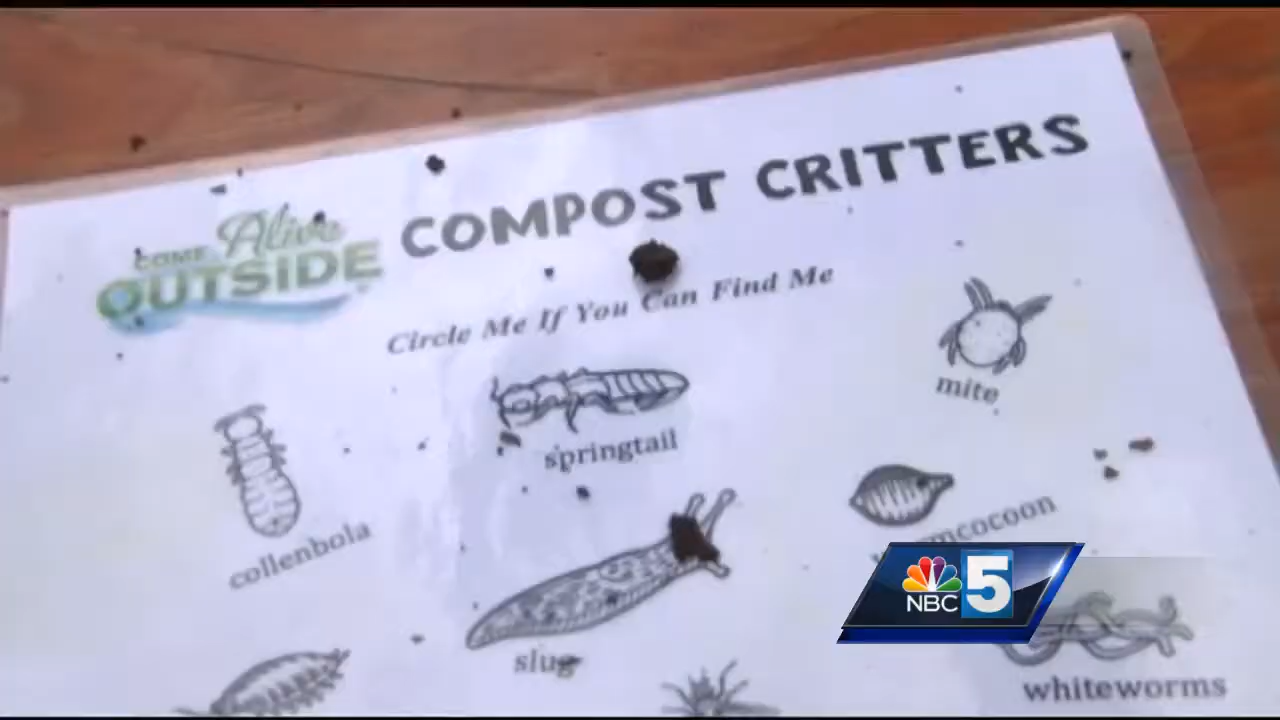 COME Alive
OUTSIDE
COMPOST CRITTERS
Circle Me If You Can Find Me
springtail
mite
collenbola
slug
wormcocoon
whiteworms
NBC 5